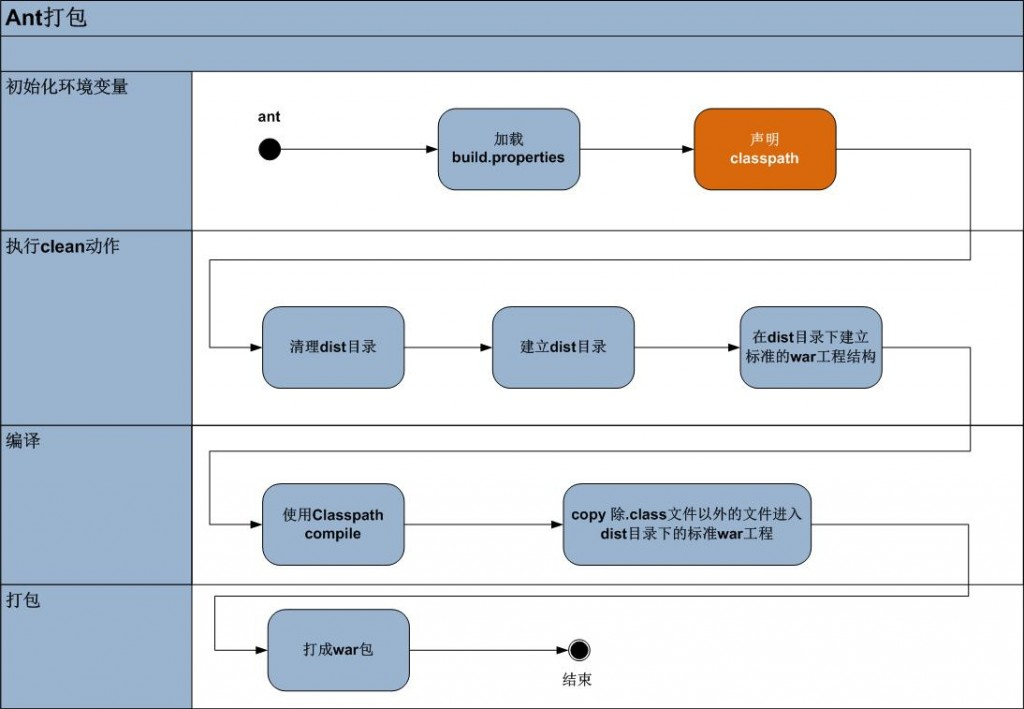 Ant打包
初始化环境变量
ant
加载
build.properties
声明
classpath
执行clean动作
清理dist目录
建立dist目录
在dist目录下建立
标准的war工程结构
编译
使用Classpath
compile
copy 除.class文件以外的文件进入
dist目录下的标准war工程
打包
打成war包
结束